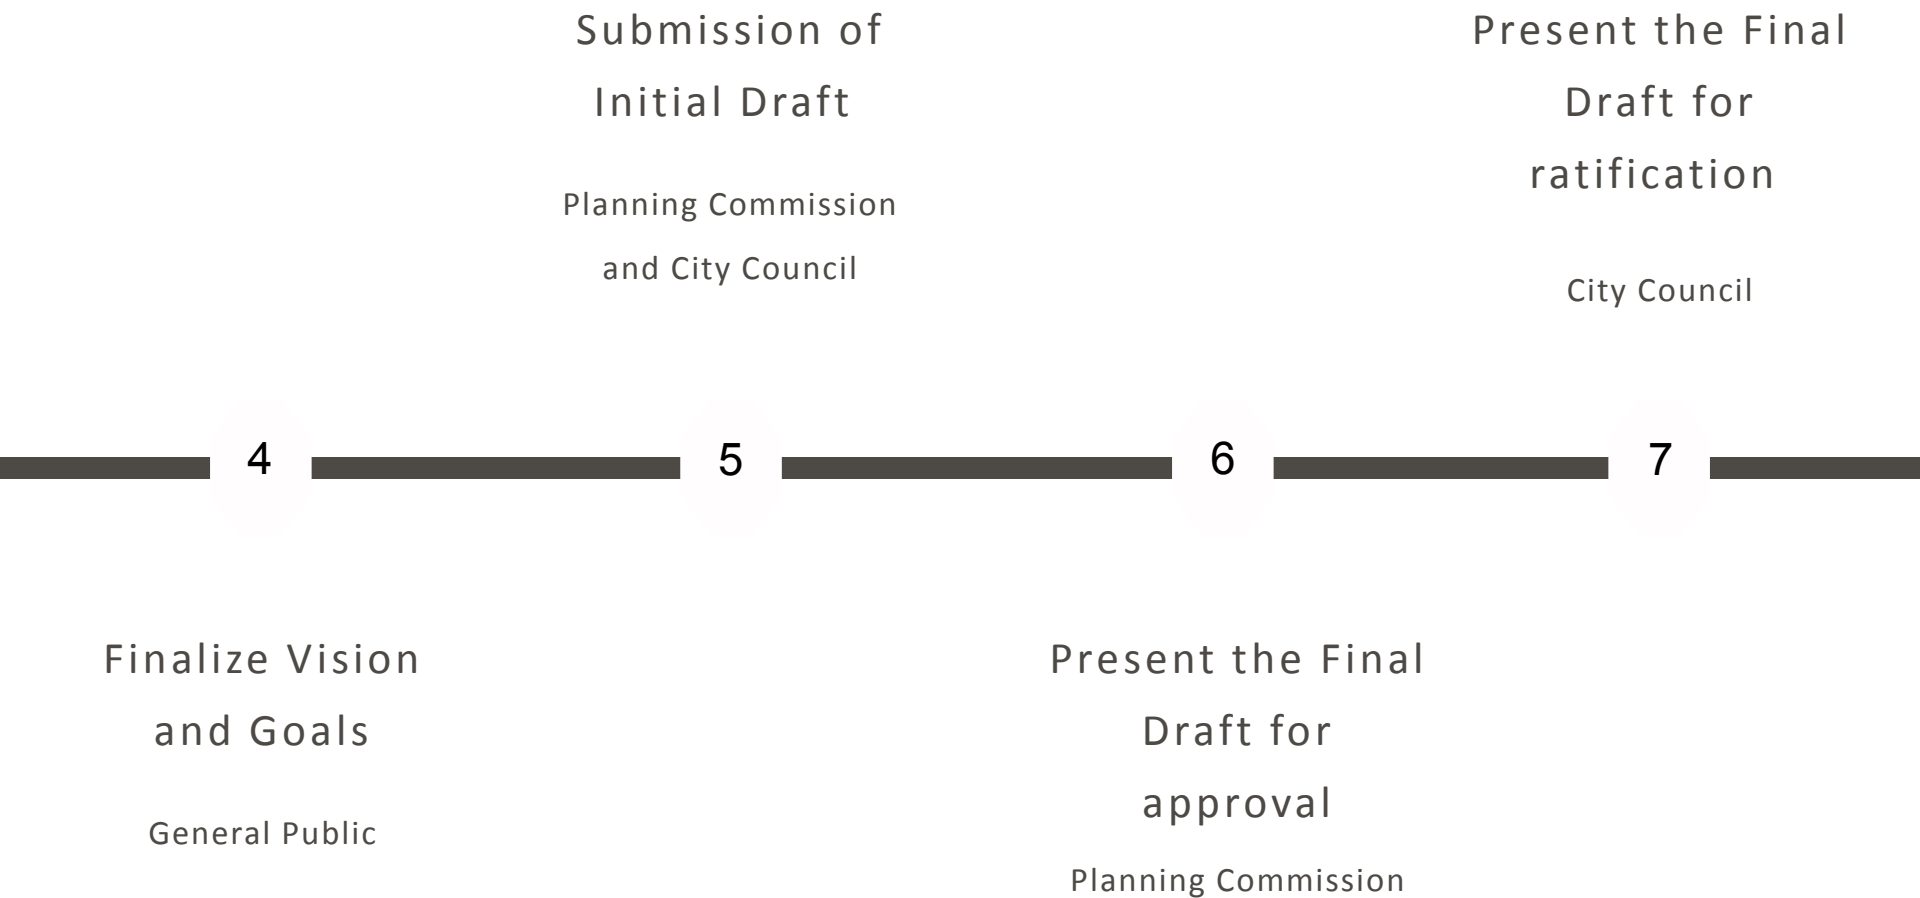 Submission of
Initial Draft
Planning Commission
and City Council
Present the Final
Draft for
ratification
City Council
4
5
6
7
Finalize Vision
and Goals
General Public
Present the Final
Draft for
approval
Planning Commission